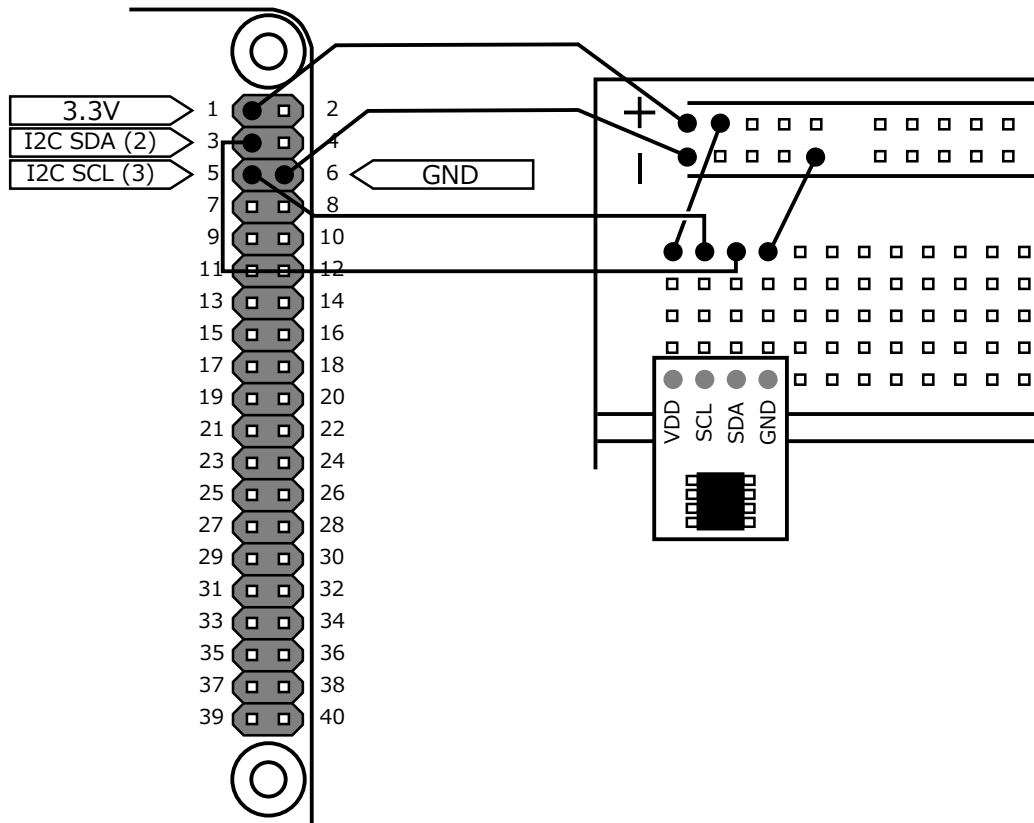 3.3V 1 2
I2C SDA (2) 3 4
I2C SCL (3) 5 6 GND
7 8
9 10
11 12
13 14
15 16
17 18
19 20
21 22
23 24
25 26
27 28
29 30
31 32
33 34
35 36
37 38
39 40
+
-
VDD
SCL
SDA
GND